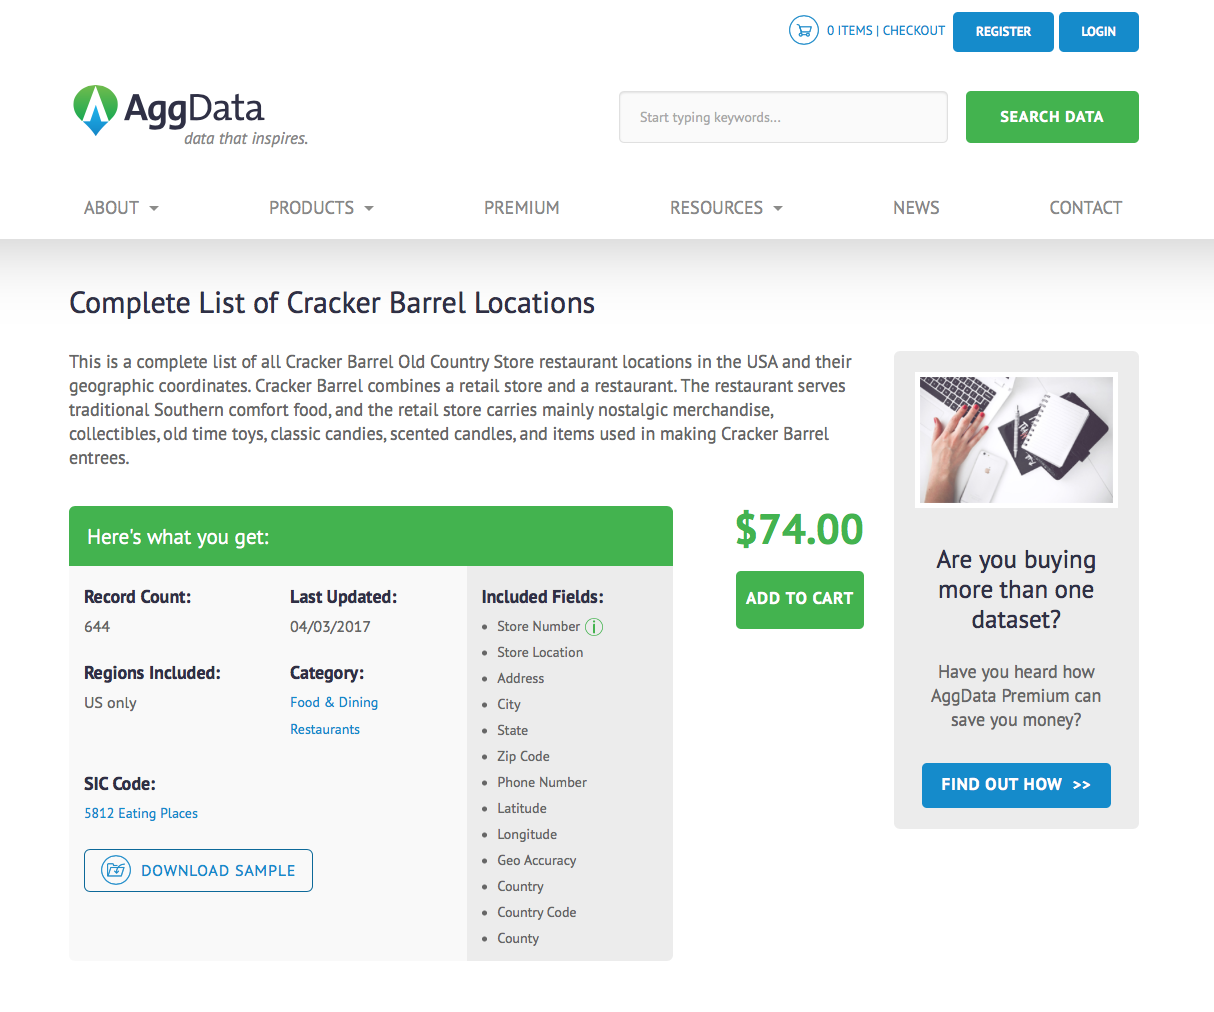 0 ITEMS | CHECKOUT
REGISTER
LOGIN
AggData
data that inspires.
Start typing keywords...
SEARCH DATA
ABOUT
PRODUCTS
PREMIUM
RESOURCES
NEWS
CONTACT
Complete List of Cracker Barrel Locations
This is a complete list of all Cracker Barrel Old Country Store restaurant locations in the USA and their
geographic coordinates. Cracker Barrel combines a retail store and a restaurant. The restaurant serves
traditional Southern comfort food, and the retail store carries mainly nostalgic merchandise,
collectibles, old time toys, classic candies, scented candles, and items used in making Cracker Barrel
entrees.
Here's what you get:
Record Count:
644
Last Updated:
04/03/2017
Regions Included:
US only
Category:
Food & Dining
Restaurants
SIC Code:
5812 Eating Places
DOWNLOAD SAMPLE
Included Fields:
• Store Number i
• Store Location
• Address
• City
• State
• Zip Code
• Phone Number
• Latitude
• Longitude
• Geo Accuracy
• Country
• Country Code
• County
$74.00
ADD TO CART
Are you buying
more than one
dataset?
Have you heard how
AggData Premium can
save you money?
FIND OUT HOW >>